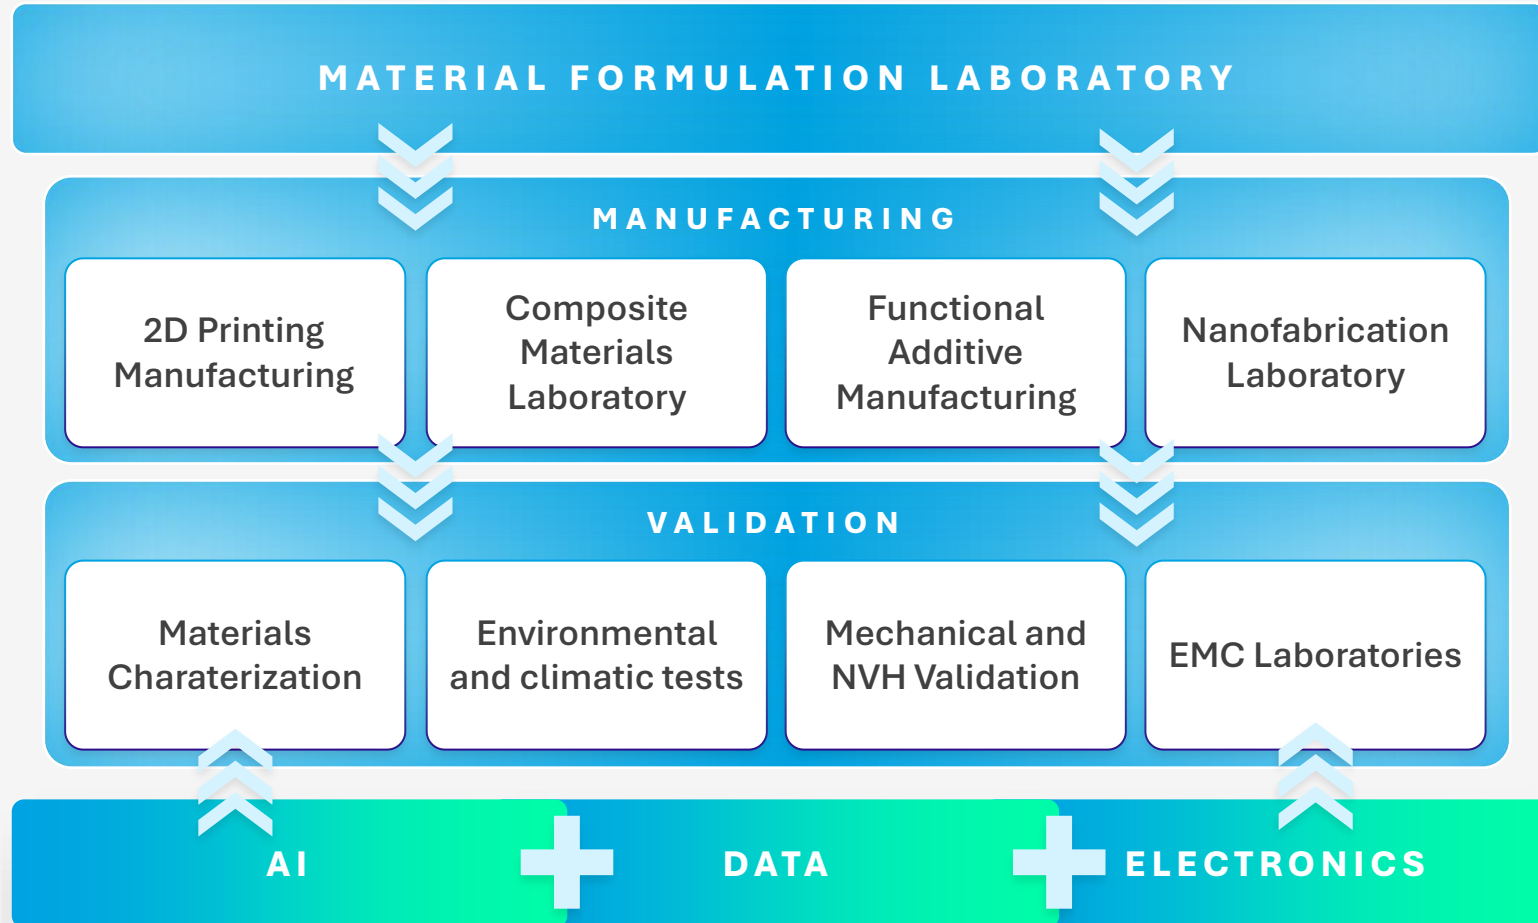 MATERIAL FORMULATION LABORATORY
MANUFACTURING
2D Printing
Manufacturing
Composite
Materials
Laboratory
Functional
Additive
Manufacturing
Nanofabrication
Laboratory
VALIDATION
Materials
Charaterization
Environmental
and climatic tests
Mechanical and
NVH Validation
EMC Laboratories
AI
DATA
ELECTRONICS